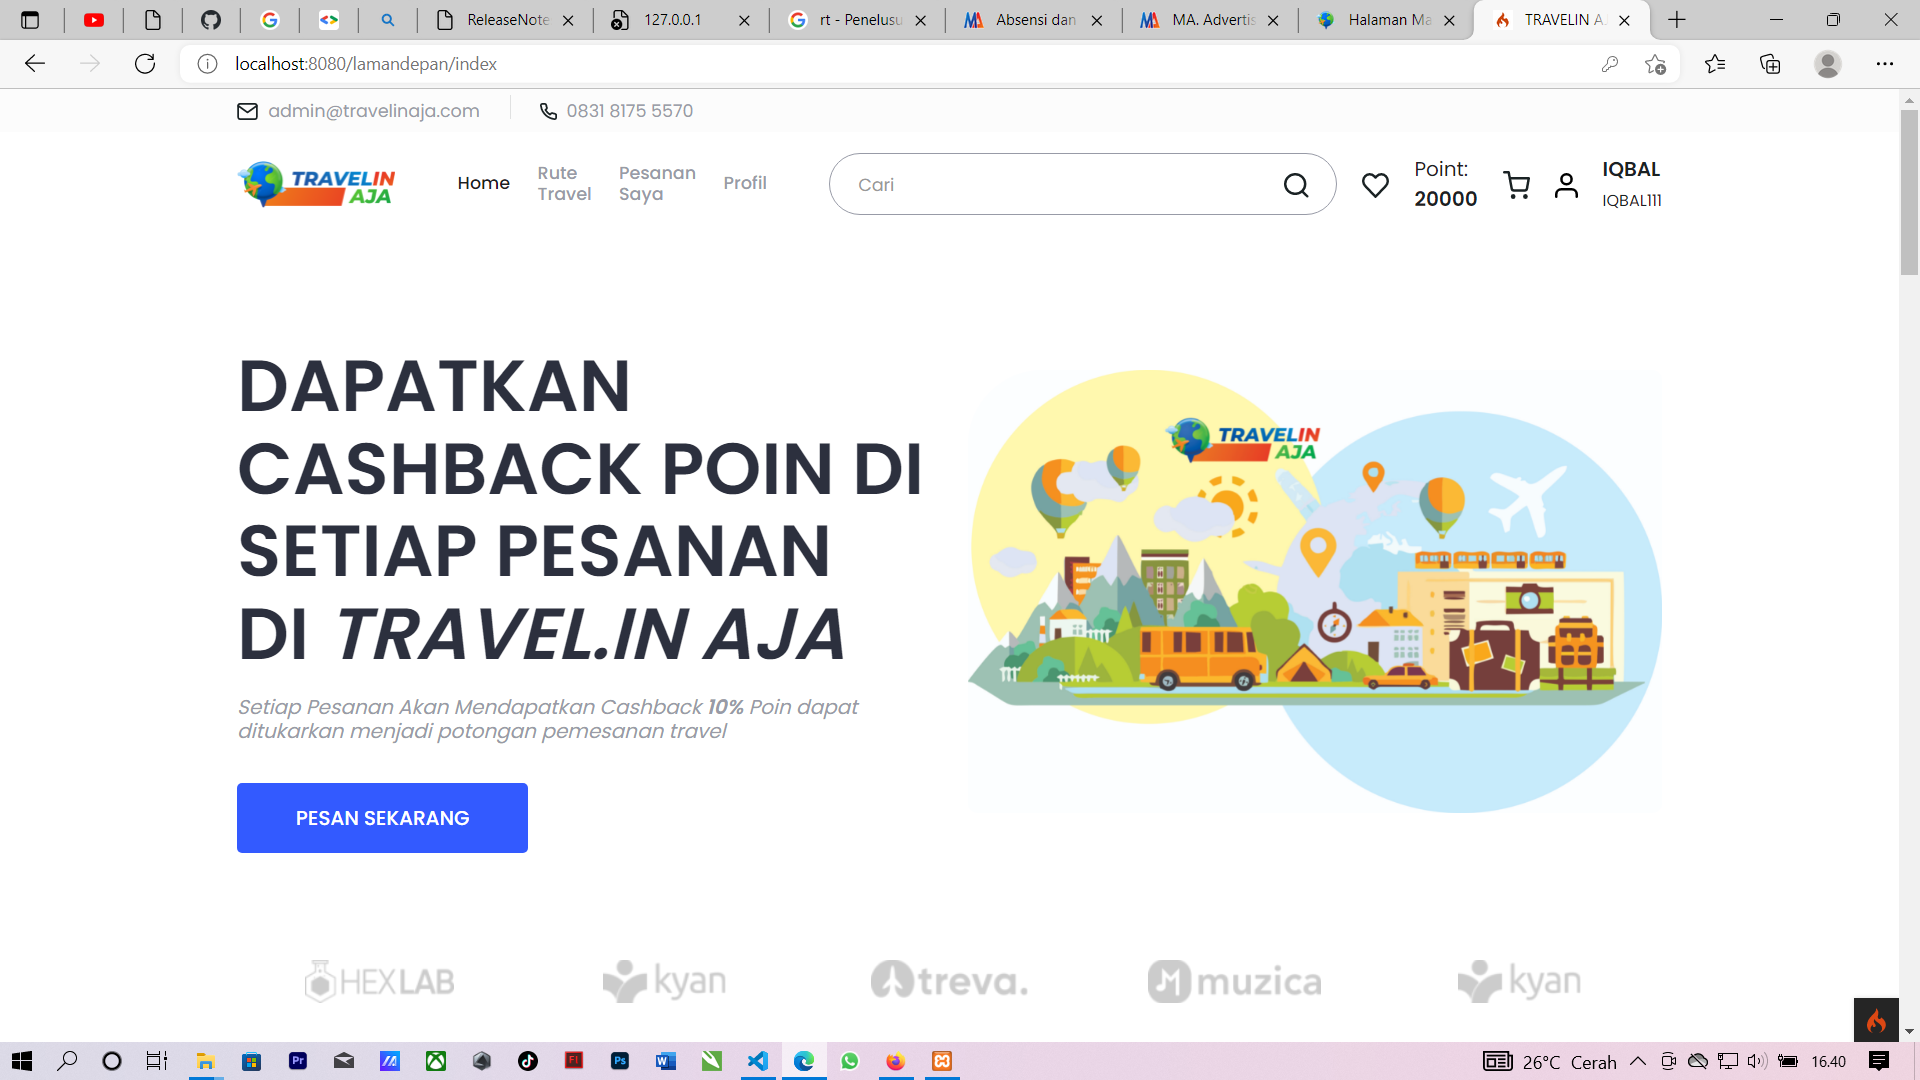 ReleaseNote
127.0.0.1
rt - Penelusu
Absensi dan
MA. Advertis
Halaman Ma
TRAVELIN A
localhost:8080/lamandepan/index
admin@travelinaja.com
0831 8175 5570
TRAVELIN
AJA
Home
Rute
Travel
Pesanan
Saya
Profil
Cari
Point:
20000
IQBAL
IQBAL111
DAPATKAN
CASHBACK POIN DI
SETIAP PESANAN
DI TRAVEL.IN AJA
Setiap Pesanan Akan Mendapatkan Cashback 10% Poin dapat
ditukarkan menjadi potongan pemesanan travel
PESAN SEKARANG
TRAVELIN
AJA
HEXLAB
kyan
treva.
muzica
kyan
26°C Cerah
16.40